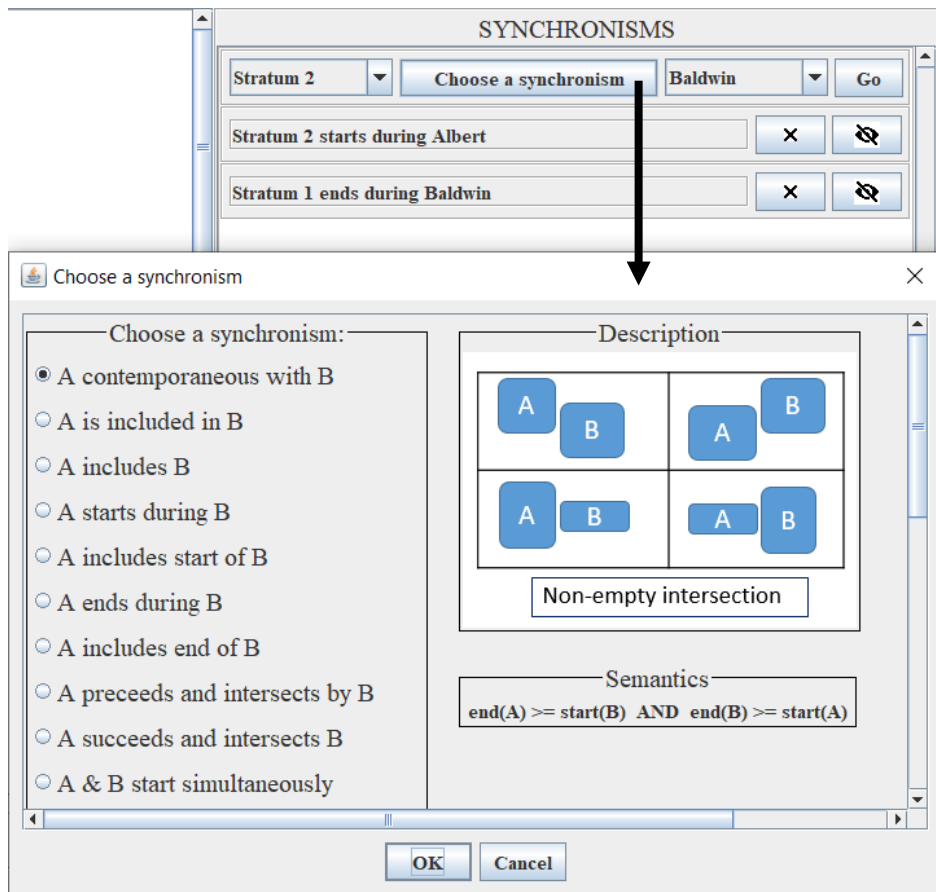 SYNCHRONISMS
Stratum 2 Choose a synchronism Baldwin Go
Stratum 2 starts during Albert
Stratum 1 ends during Baldwin
Choose a synchronism
Choose a synchronism:
A contemporaneous with B
A is included in B
A includes B
A starts during B
A includes start of B
A ends during B
A includes end of B
A preceeds and intersects by B
A succeeds and intersects B
A & B start simultaneously
Description
A B A B
A B A B
Non-empty intersection
Semantics
end(A) >= start(B) AND end(B) >= start(A)
OK Cancel